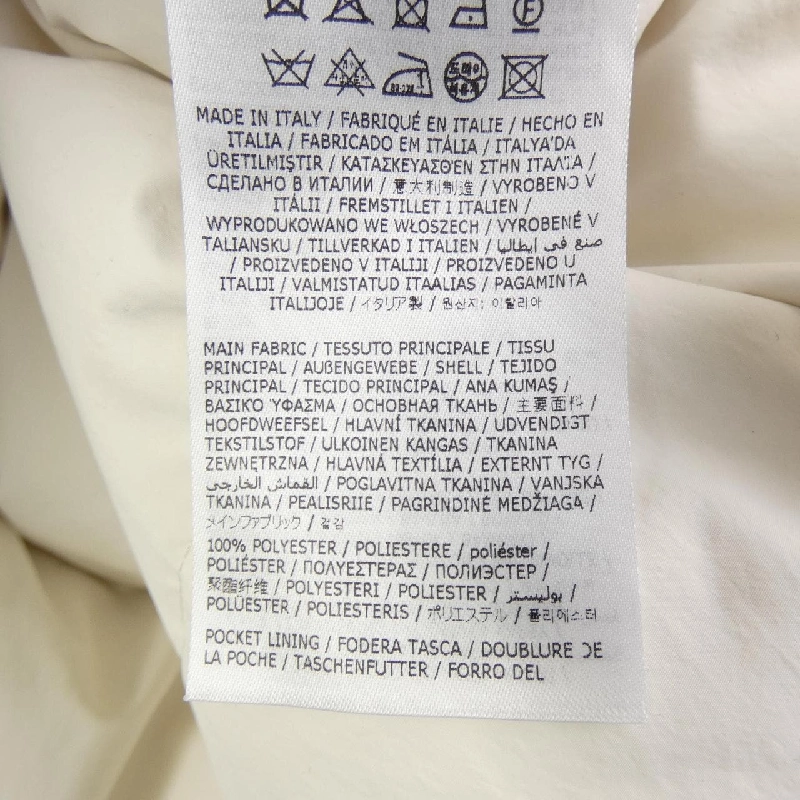 MADE IN ITALY / FABRIQUÉ EN ITALIE / HECHO EN
ITALIA / FABRICADO EM ITÁLIA / ITALYA'DA
ÜRETILMIŞTIR / ΚΑΤΑΣΚΕΥΑΣΘΈΝ ΣΤΗΝ ΙΤΑΛΊΑ /
СДЕЛАНО В ИТАЛИИ / 意大利制造 / VYROBENO V
ITÁLII / FREMSTILLET I ITALIEN /
WYPRODUKOWANO WE WŁOSZECH / VYROBENÉ V
TALIANSKU / TILLVERKAD I ITALIEN / صنع في إيطاليا
/ PROIZVEDENO V ITALIJI / PROIZVEDENO U
ITALIJI / VALMISTATUD ITAALIAS / PAGAMINTA
ITALIJOJE / イタリア製 / 원산지: 이탈리아
MAIN FABRIC / TESSUTO PRINCIPALE / TISSU
PRINCIPAL / AUßENGEWEBE / SHELL / TEJIDO
PRINCIPAL / TECIDO PRINCIPAL / ANA KUMAŞ /
ΒΑΣΙΚΌ ΎΦΑΣΜΑ / ОСНОВНАЯ ТКАНЬ / 主要面料 /
HOOFDWEEFSEL / HLAVNÍ TKANINA / UDVENDIGT
TEKSTILSTOF / ULKOINEN KANGAS / TKANINA
ZEWNĘTRZNA / HLAVNÁ TEXTÍLIA / EXTERNT TYG /
القماش الخارجي / POGLAVITNA TKANINA / VANJSKA
TKANINA / PEALISRIIE / PAGRINDINĖ MEDŽIAGA /
メインファブリック / 겉감
100% POLYESTER / POLIESTERE / poliéster /
POLIÉSTER / ΠΟΛΥΕΣΤΕΡΑΣ / ПОЛИЭСТЕР /
聚酯纤维 / POLYESTERI / POLIESTER / بوليستر /
POLÜESTER / POLIESTERIS / ポリエステル / 폴리에스터
POCKET LINING / FODERA TASCA / DOUBLURE DE
LA POCHE / TASCHENFUTTER / FORRO DEL